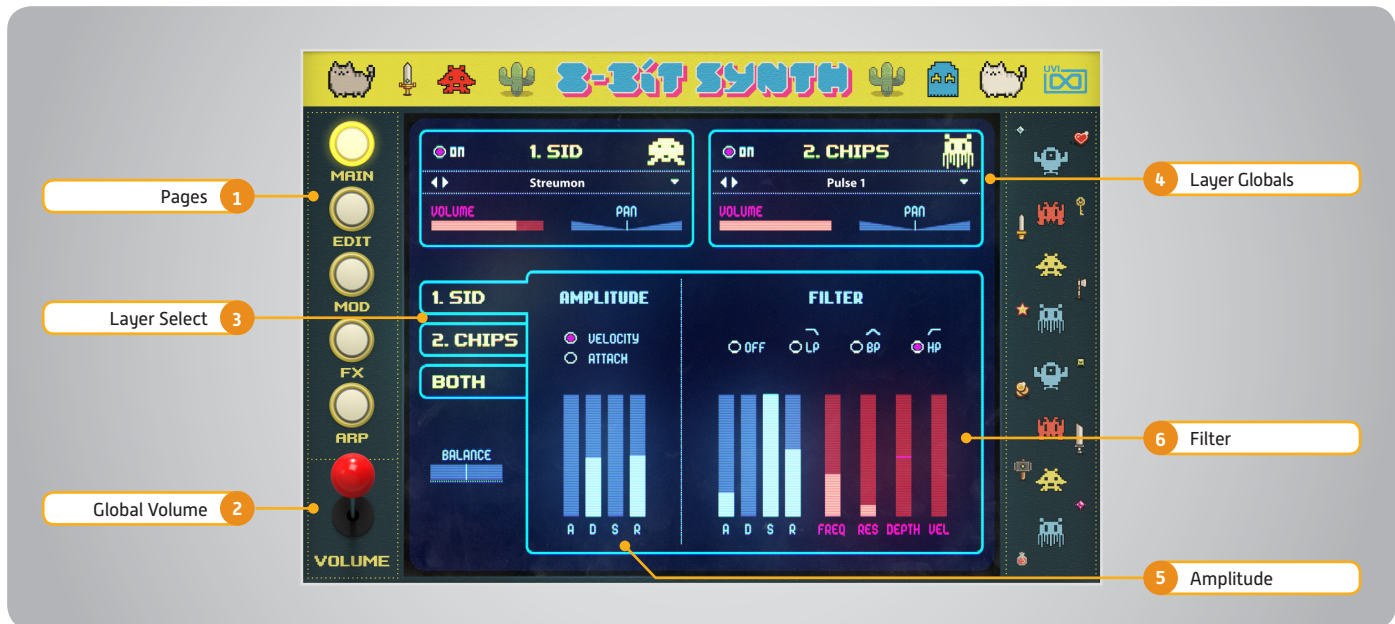 8-Bit SYNTH
UVI
MAIN
EDIT
MOD
FX
ARP
VOLUME
Pages 1
Layer Select 3
Global Volume 2
ON 1. SID
Streumon
VOLUME PAN
ON 2. CHIPS
Pulse 1
VOLUME PAN
1. SID
2. CHIPS
BOTH
BALANCE
AMPLITUDE
VELOCITY
ATTACK
A D S R
FILTER
OFF LP BP HP
A D S R FREQ RES DEPTH VEL
4 Layer Globals
6 Filter
5 Amplitude